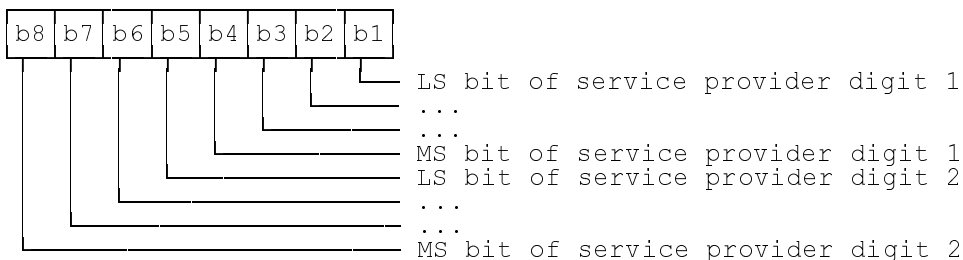 b8 b7 b6 b5 b4 b3 b2 b1
LS bit of service provider digit 1
...
...
MS bit of service provider digit 1
LS bit of service provider digit 2
...
...
MS bit of service provider digit 2